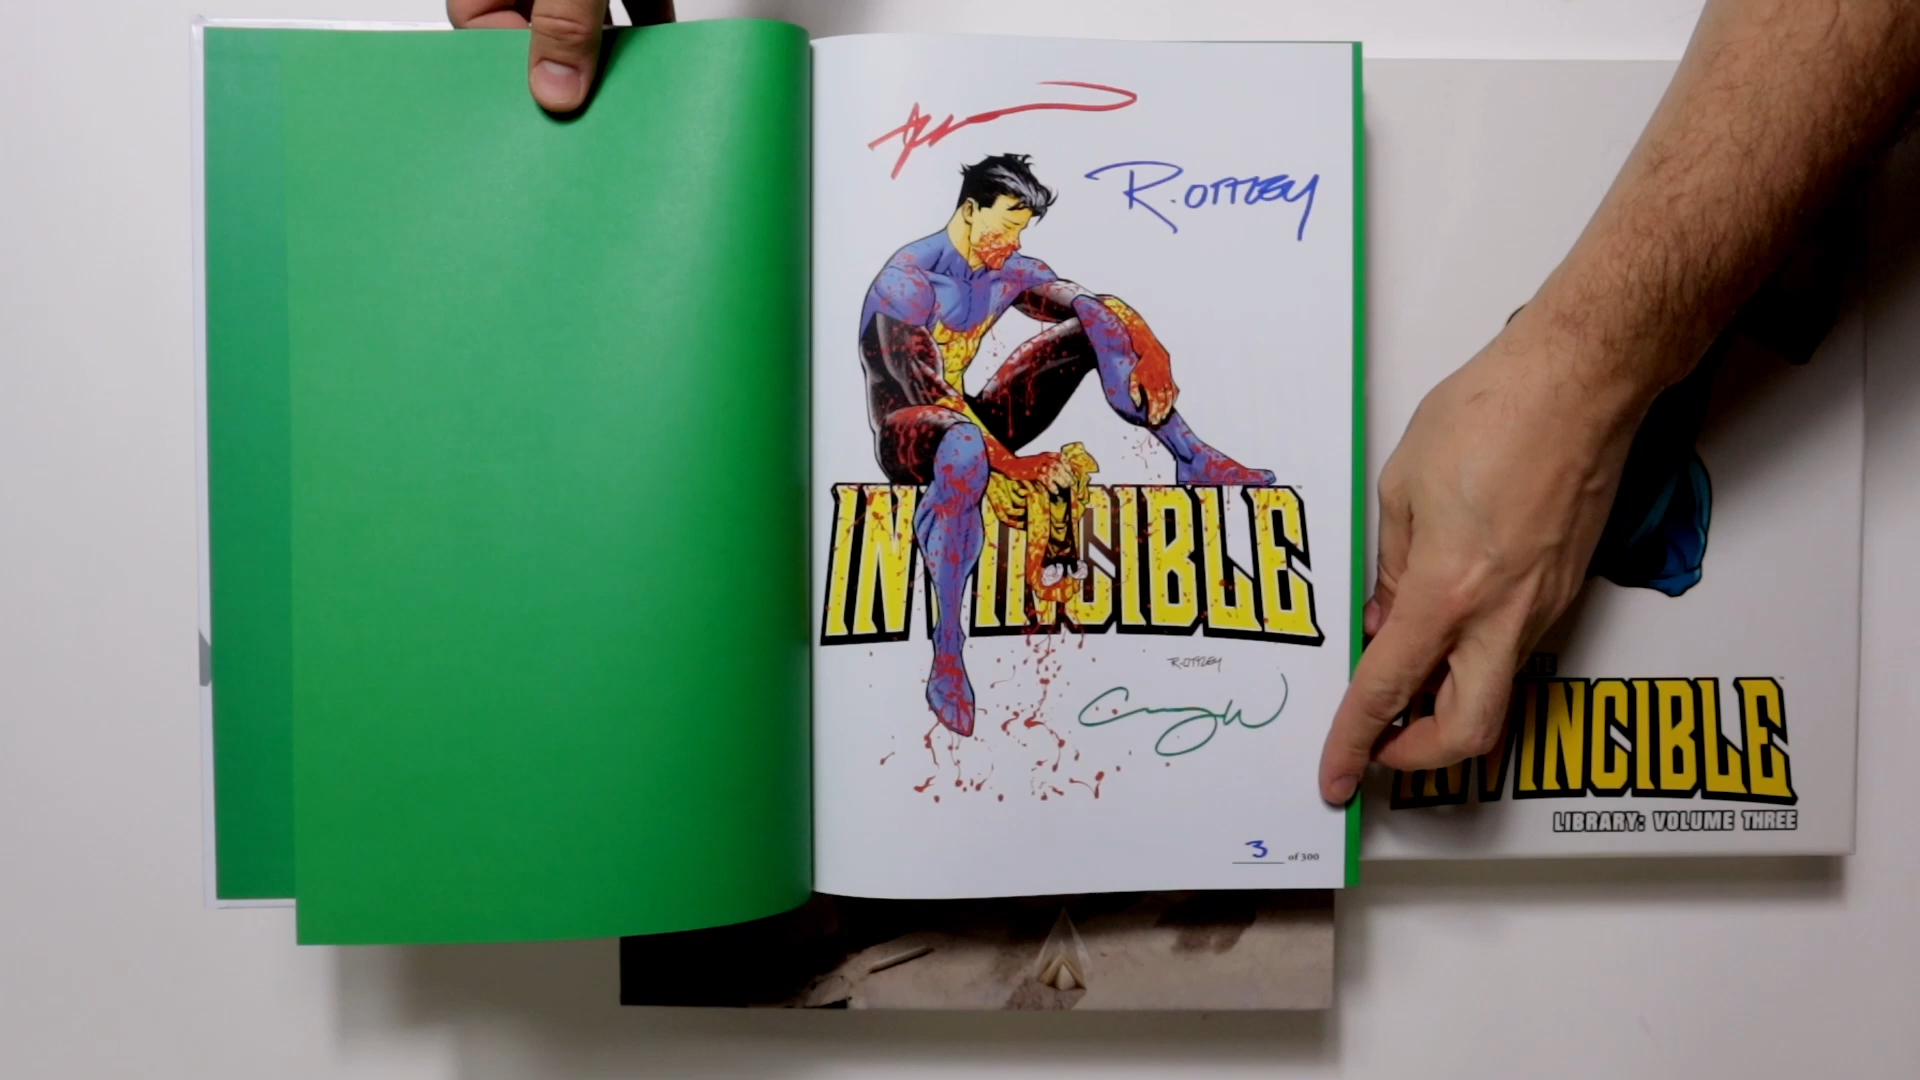 R.OTTLEY
INVINCIBLE
R.OTTLEY
3 of 300
INVINCIBLE
LIBRARY: VOLUME THREE